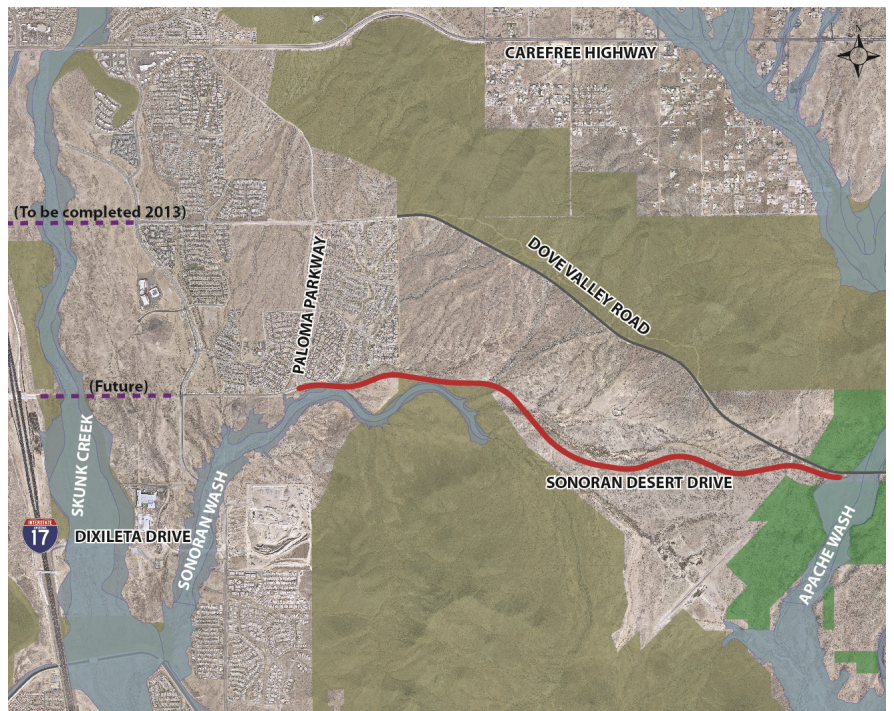 CAREFREE HIGHWAY
(To be completed 2013)
DOVE VALLEY ROAD
PALOMA PARKWAY
(Future)
SKUNK CREEK
SONORAN WASH
SONORAN DESERT DRIVE
INTERSTATE
17
DIXILETA DRIVE
APACHE WASH